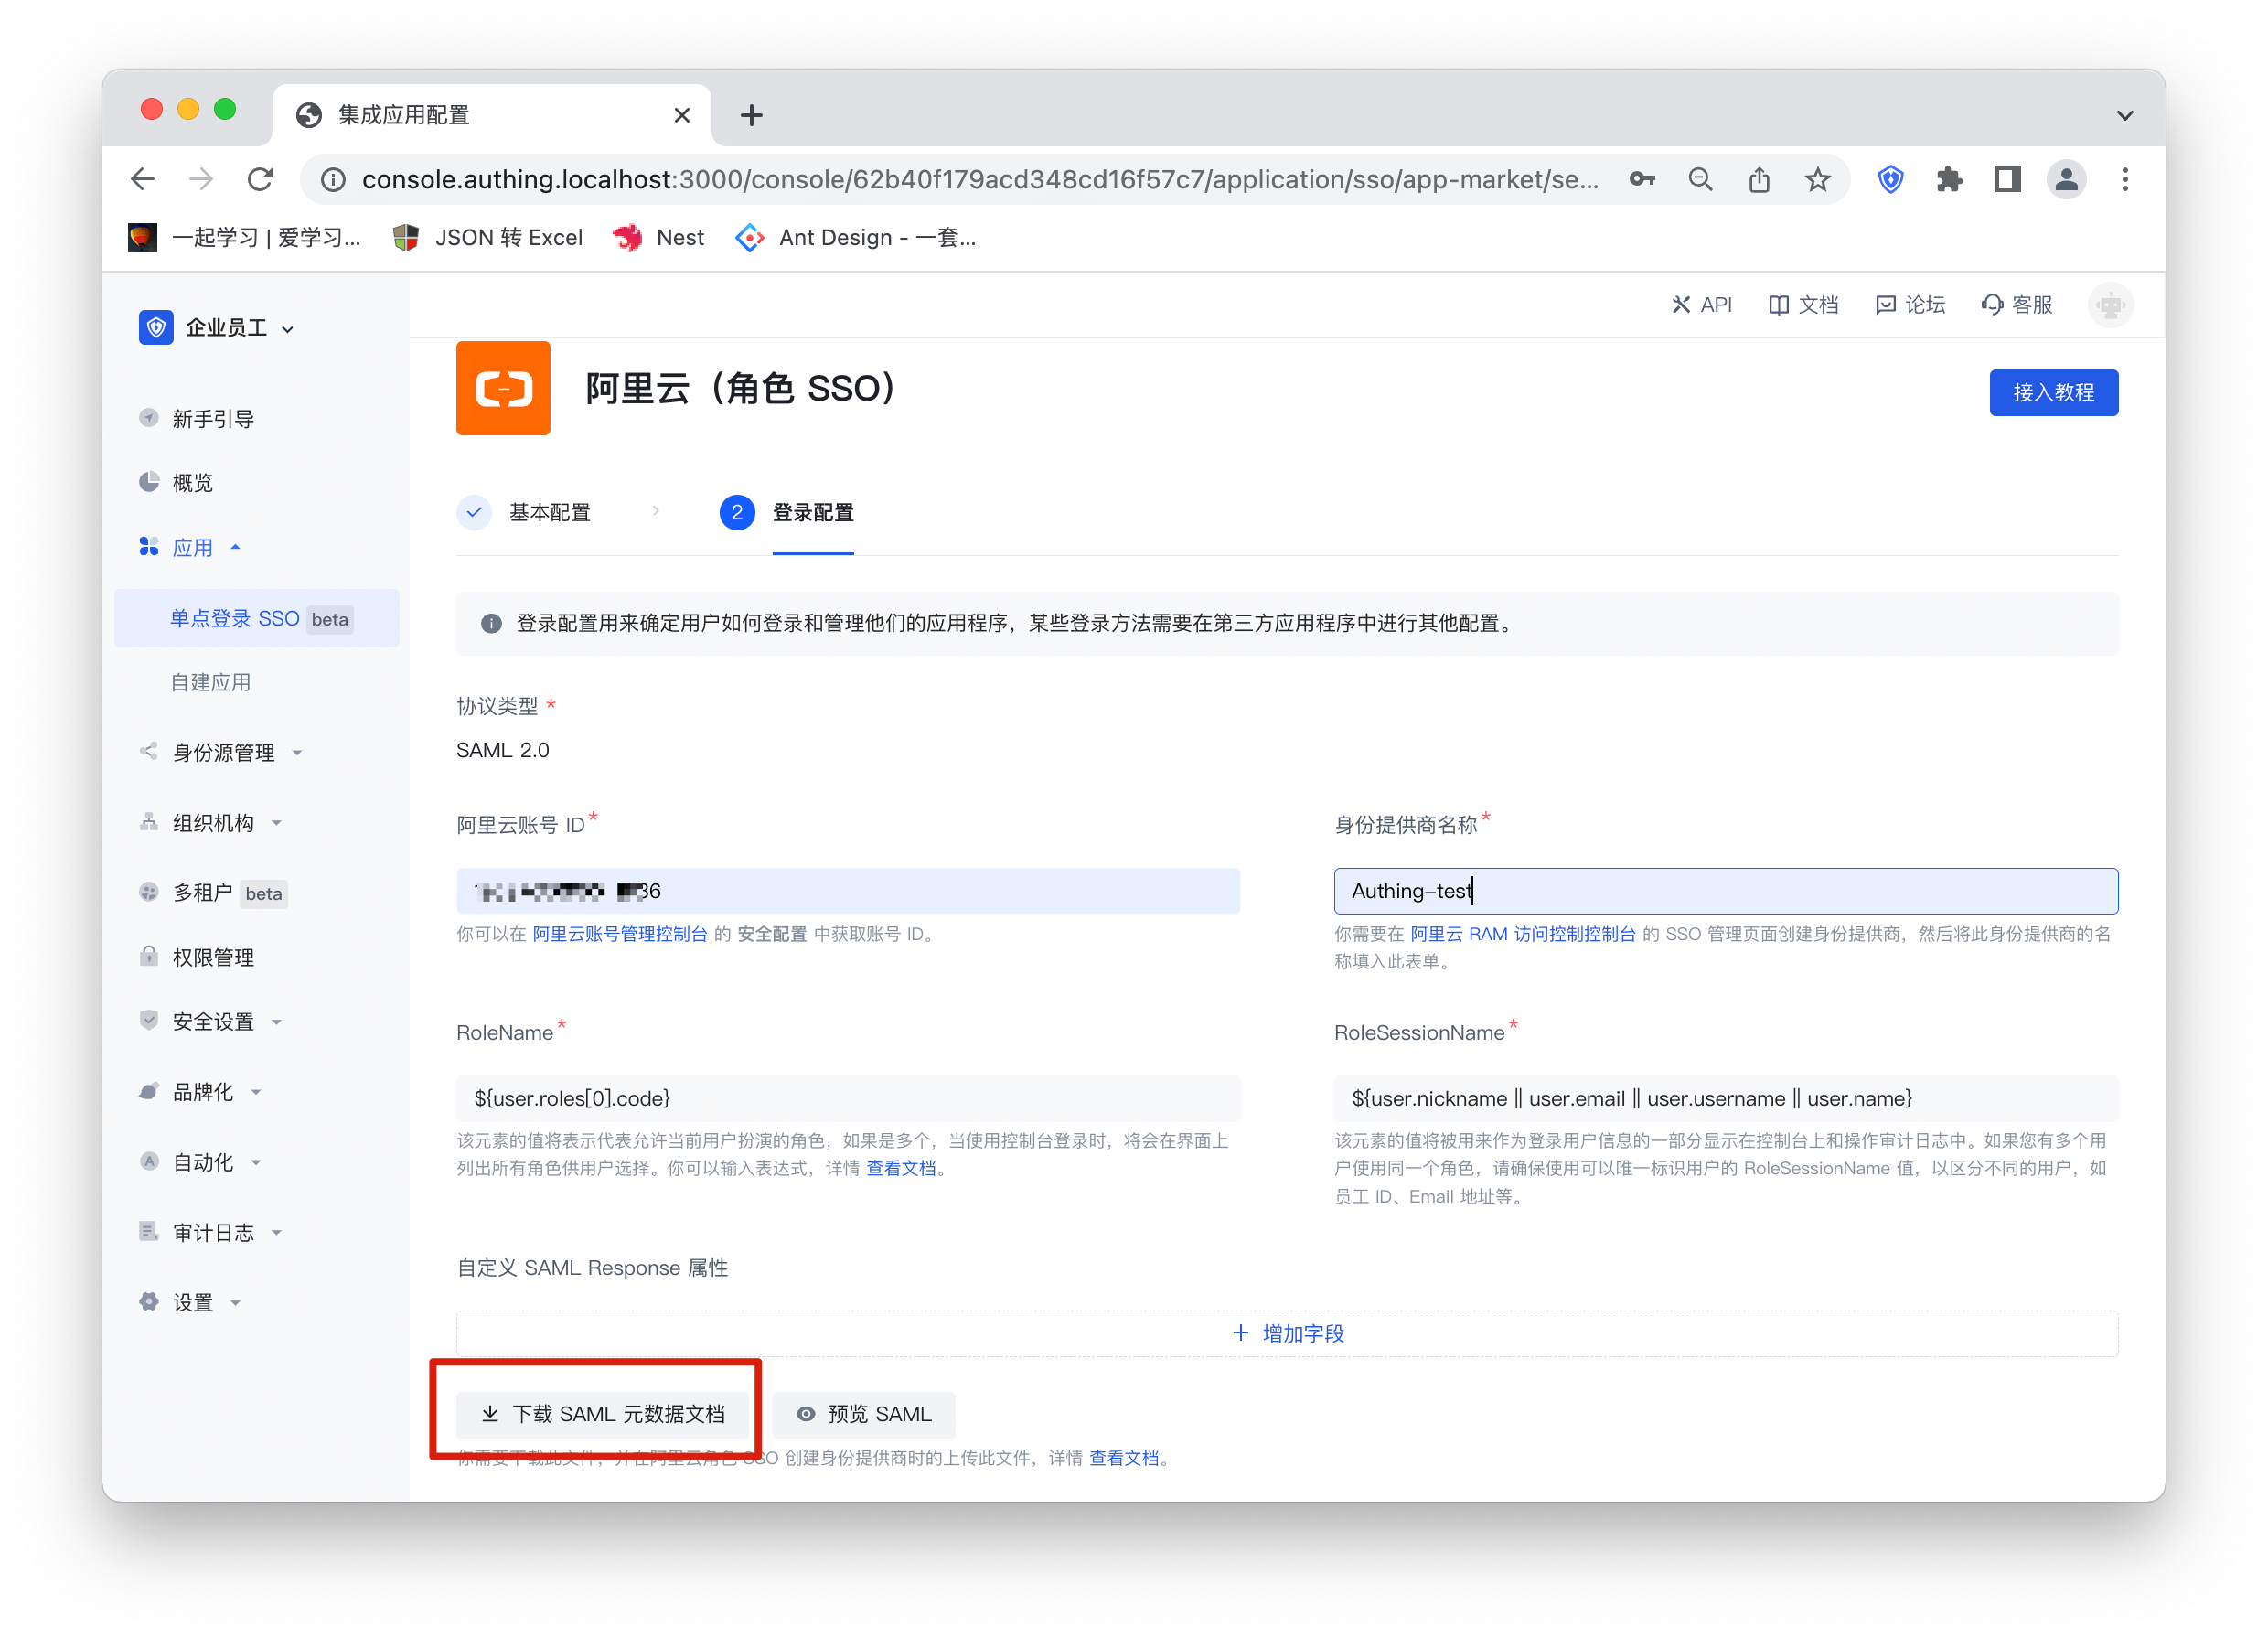 集成应用配置
console.authing.localhost:3000/console/62b40f179acd348cd16f57c7/application/sso/app-market/se...
一起学习 | 爱学习...
JSON 转 Excel
Nest
Ant Design - 一套...
企业员工
API
文档
论坛
客服
新手引导
概览
应用
单点登录 SSO beta
自建应用
身份源管理
组织机构
多租户 beta
权限管理
安全设置
品牌化
自动化
审计日志
设置
阿里云（角色 SSO）
接入教程
基本配置
2 登录配置
登录配置用来确定用户如何登录和管理他们的应用程序，某些登录方法需要在第三方应用程序中进行其他配置。
协议类型 *
SAML 2.0
阿里云账号 ID *
36
你可以在 阿里云账号管理控制台 的 安全配置 中获取账号 ID。
身份提供商名称 *
Authing-test
你需要在 阿里云 RAM 访问控制控制台 的 SSO 管理页面创建身份提供商，然后将此身份提供商的名
称填入此表单。
RoleName *
${user.roles[0].code}
该元素的值将表示代表允许当前用户扮演的角色，如果是多个，当使用控制台登录时，将会在界面上
列出所有角色供用户选择。你可以输入表达式，详情 查看文档。
RoleSessionName *
${user.nickname || user.email || user.username || user.name}
该元素的值将被用来作为登录用户信息的一部分显示在控制台上和操作审计日志中。如果您有多个用
户使用同一个角色，请确保使用可以唯一标识用户的 RoleSessionName 值，以区分不同的用户，如
员工 ID、Email 地址等。
自定义 SAML Response 属性
+ 增加字段
下载 SAML 元数据文档
预览 SAML
你需要下载此文件，并在阿里云角色 SSO 创建身份提供商时的上传此文件，详情 查看文档。